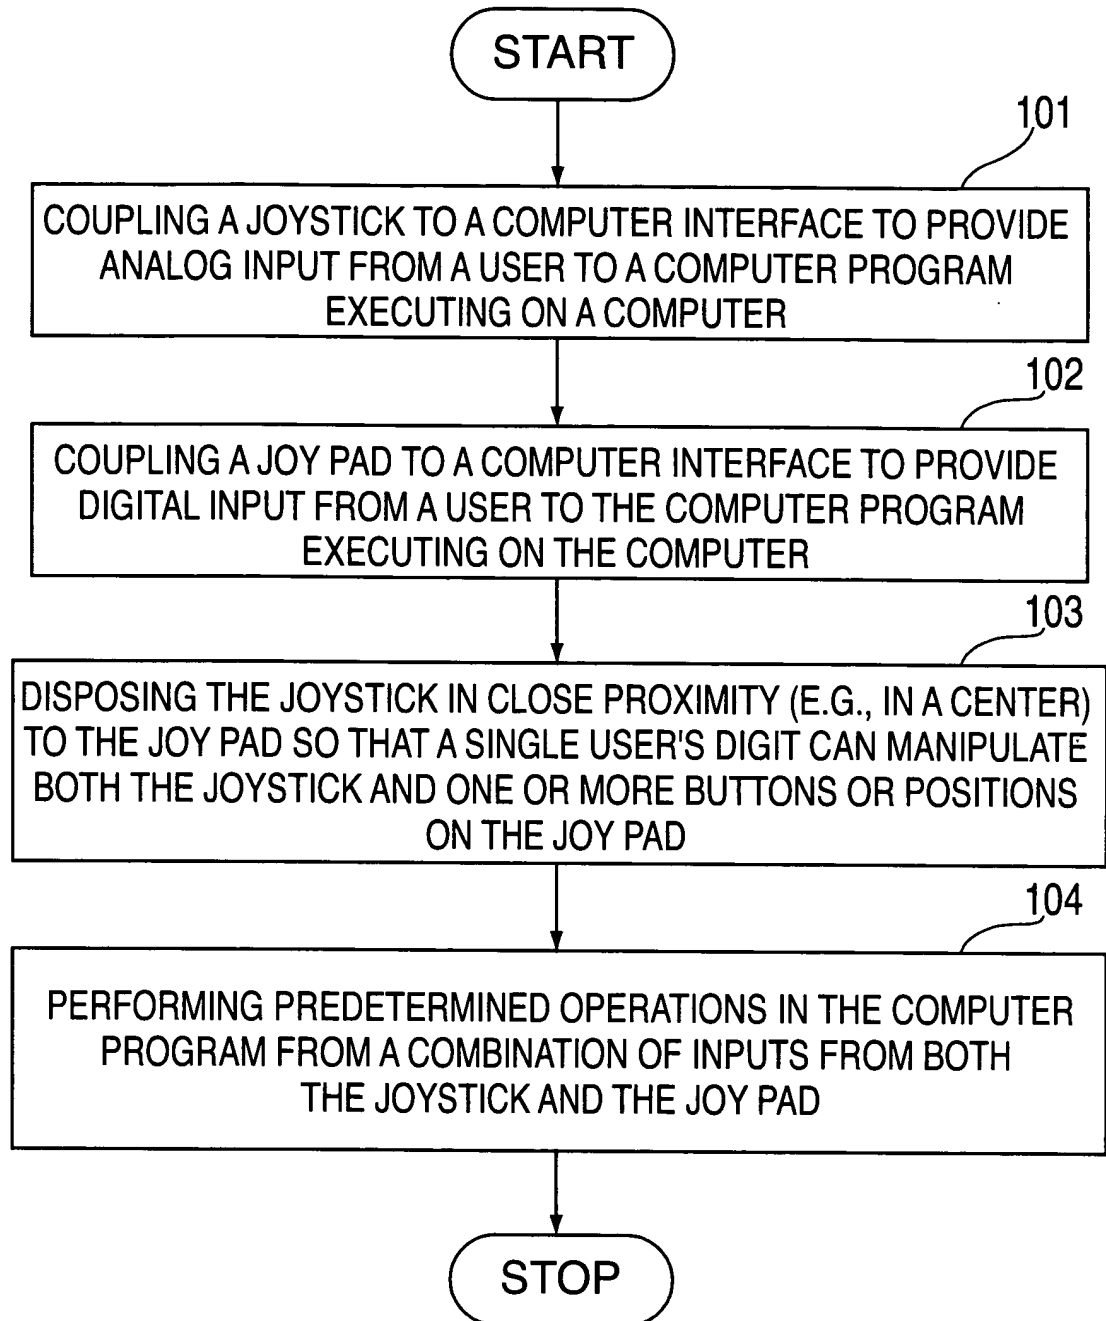 START
101
COUPLING A JOYSTICK TO A COMPUTER INTERFACE TO PROVIDE
ANALOG INPUT FROM A USER TO A COMPUTER PROGRAM
EXECUTING ON A COMPUTER
102
COUPLING A JOY PAD TO A COMPUTER INTERFACE TO PROVIDE
DIGITAL INPUT FROM A USER TO THE COMPUTER PROGRAM
EXECUTING ON THE COMPUTER
103
DISPOSING THE JOYSTICK IN CLOSE PROXIMITY (E.G., IN A CENTER)
TO THE JOY PAD SO THAT A SINGLE USER'S DIGIT CAN MANIPULATE
BOTH THE JOYSTICK AND ONE OR MORE BUTTONS OR POSITIONS
ON THE JOY PAD
104
PERFORMING PREDETERMINED OPERATIONS IN THE COMPUTER
PROGRAM FROM A COMBINATION OF INPUTS FROM BOTH
THE JOYSTICK AND THE JOY PAD
STOP